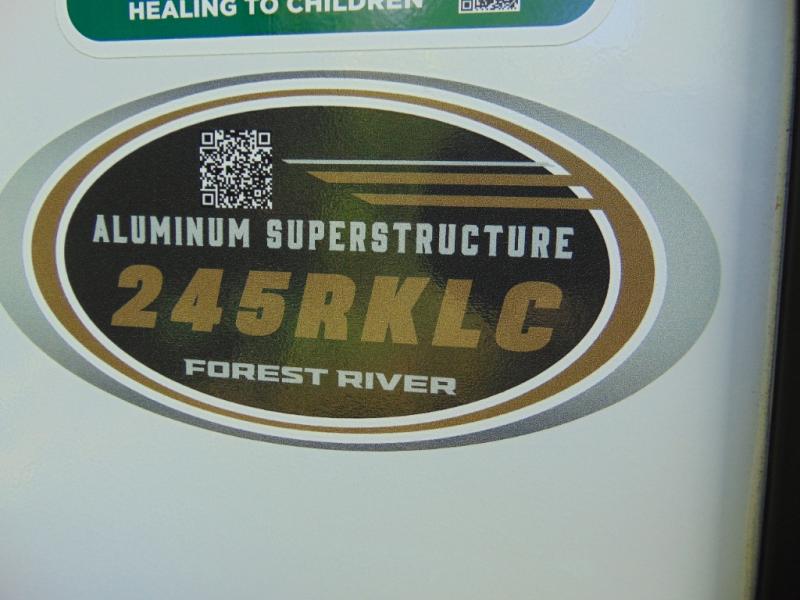 HEALING TO CHILDREN
ALUMINUM SUPERSTRUCTURE
245RKLC
FOREST RIVER